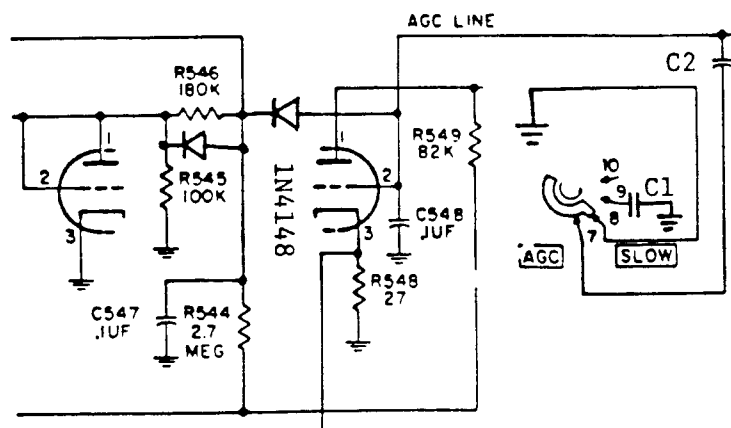 AGC LINE
C2
R546
180K
1
1
R549
82K
2
R545
100K
1N4148
2
10
9
C1
8
7
3
3
C548
.1UF
AGC
SLOW
R548
27
C547
.1UF
R544
2.7
MEG